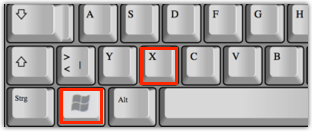 A S D F G H
> < | Y X C V B
Strg Alt